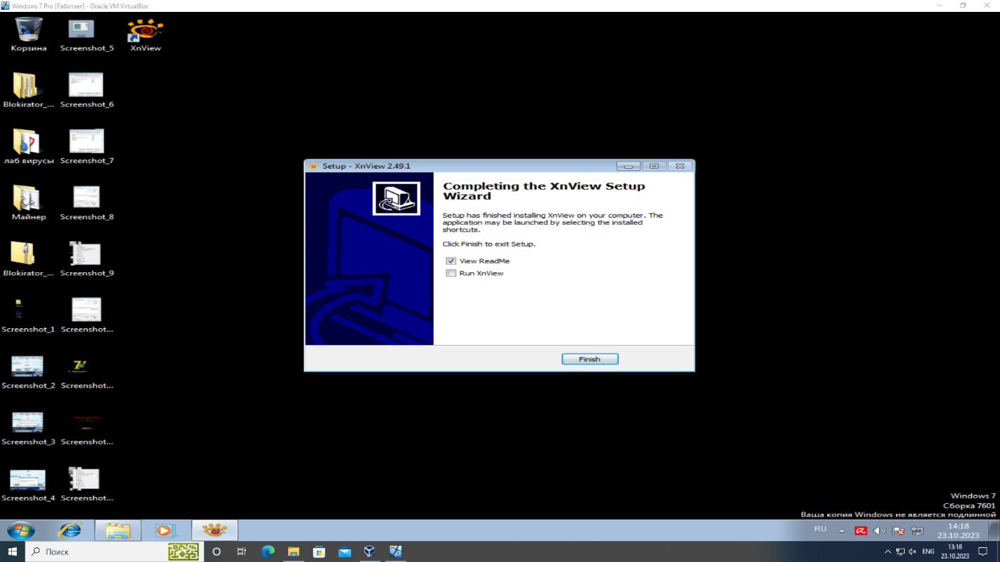 Windows 7 Pro [Работает] - Oracle VM VirtualBox
Корзина
Screenshot_5
XnView
Blokirator_...
Screenshot_6
лаб вирусы
Screenshot_7
Майнер
Screenshot_8
Blokirator_...
Screenshot_9
Screenshot_1
Screenshot...
Screenshot_2
Screenshot...
Screenshot_3
Screenshot...
Screenshot_4
Screenshot...
Setup - XnView 2.49.1
Completing the XnView Setup
Wizard
Setup has finished installing XnView on your computer. The
application may be launched by selecting the installed
shortcuts.
Click Finish to exit Setup.
View ReadMe
Run XnView
Finish
Windows 7
Сборка 7601
Ваша копия Windows не является подлинной
RU
14:18
23.10.2023
Поиск
ENG
13:18
23.10.2023